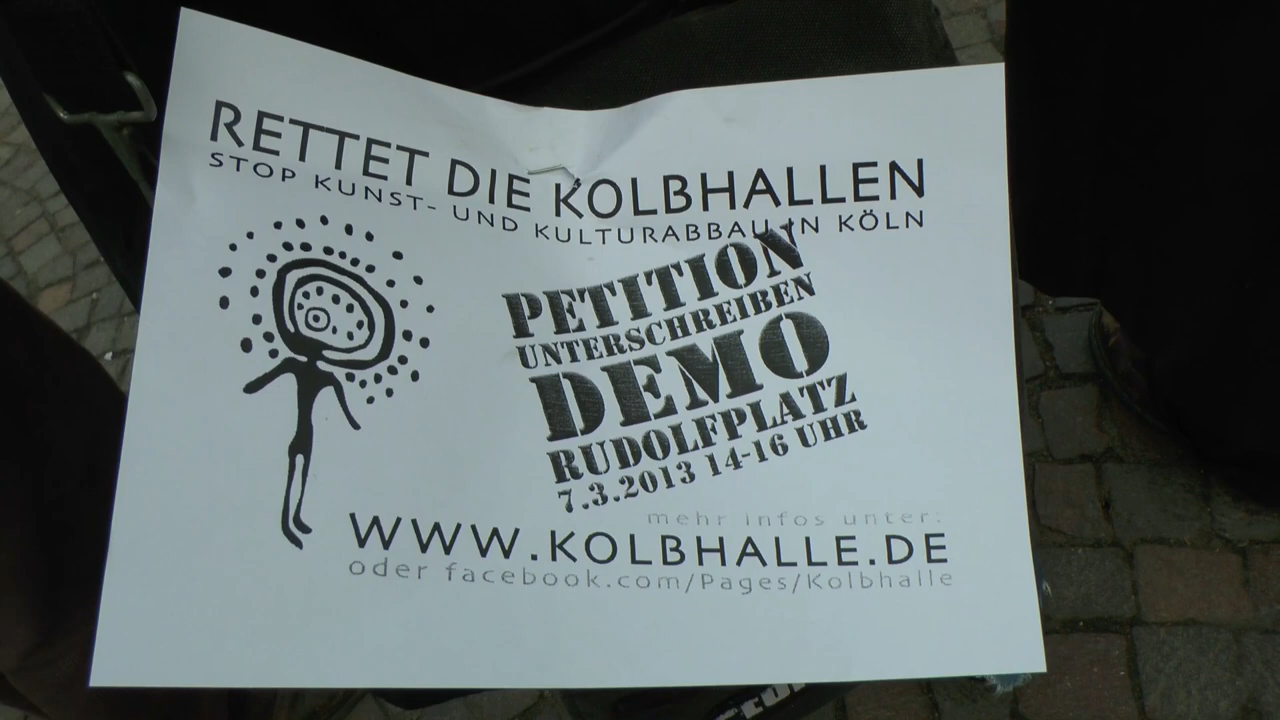 RETTET DIE KOLBHALLEN
STOP KUNST- UND KULTURABBAU IN KÖLN
PETITION
UNTERSCHREIBEN
DEMO
RUDOLFPLATZ
7.3.2013 14-16 UHR
mehr infos unter:
WWW.KOLBHALLE.DE
oder facebook.com/Pages/Kolbhalle